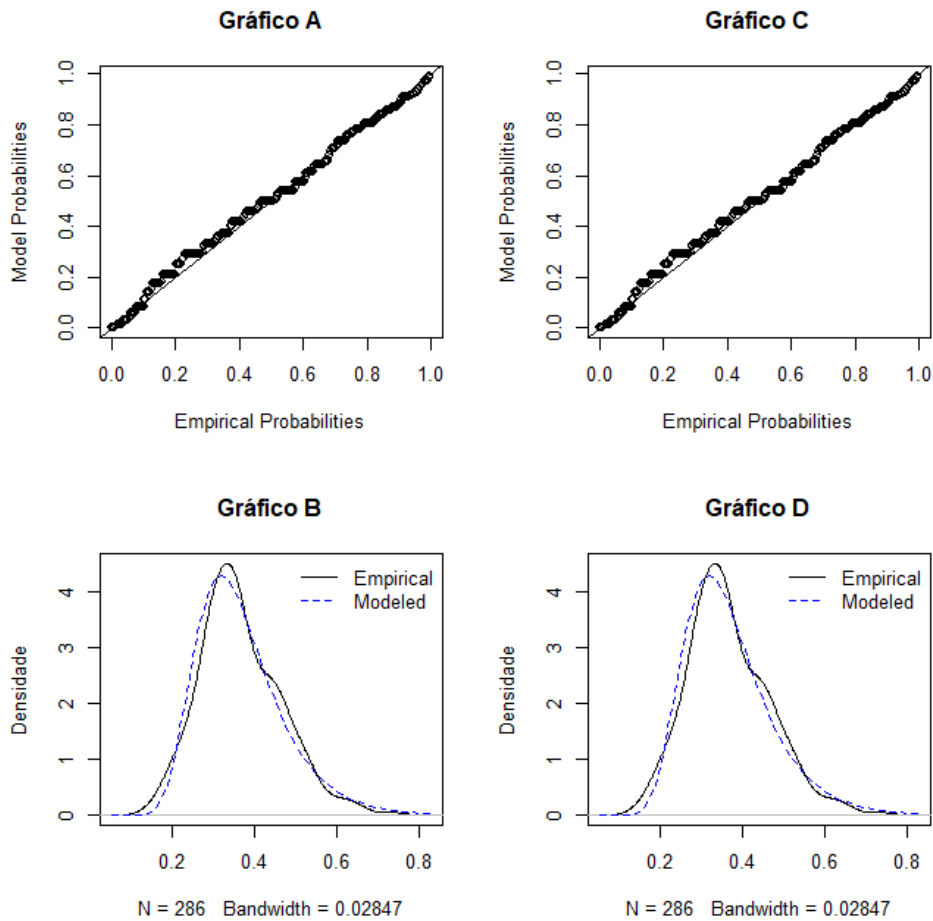 Gráfico A
Model Probabilities
0.0 0.2 0.4 0.6 0.8 1.0
0.0 0.2 0.4 0.6 0.8 1.0
Empirical Probabilities
Gráfico C
Model Probabilities
0.0 0.2 0.4 0.6 0.8 1.0
0.0 0.2 0.4 0.6 0.8 1.0
Empirical Probabilities
Gráfico B
Empirical
Modeled
Densidade
0 1 2 3 4
0.2 0.4 0.6 0.8
N = 286 Bandwidth = 0.02847
Gráfico D
Empirical
Modeled
Densidade
0 1 2 3 4
0.2 0.4 0.6 0.8
N = 286 Bandwidth = 0.02847